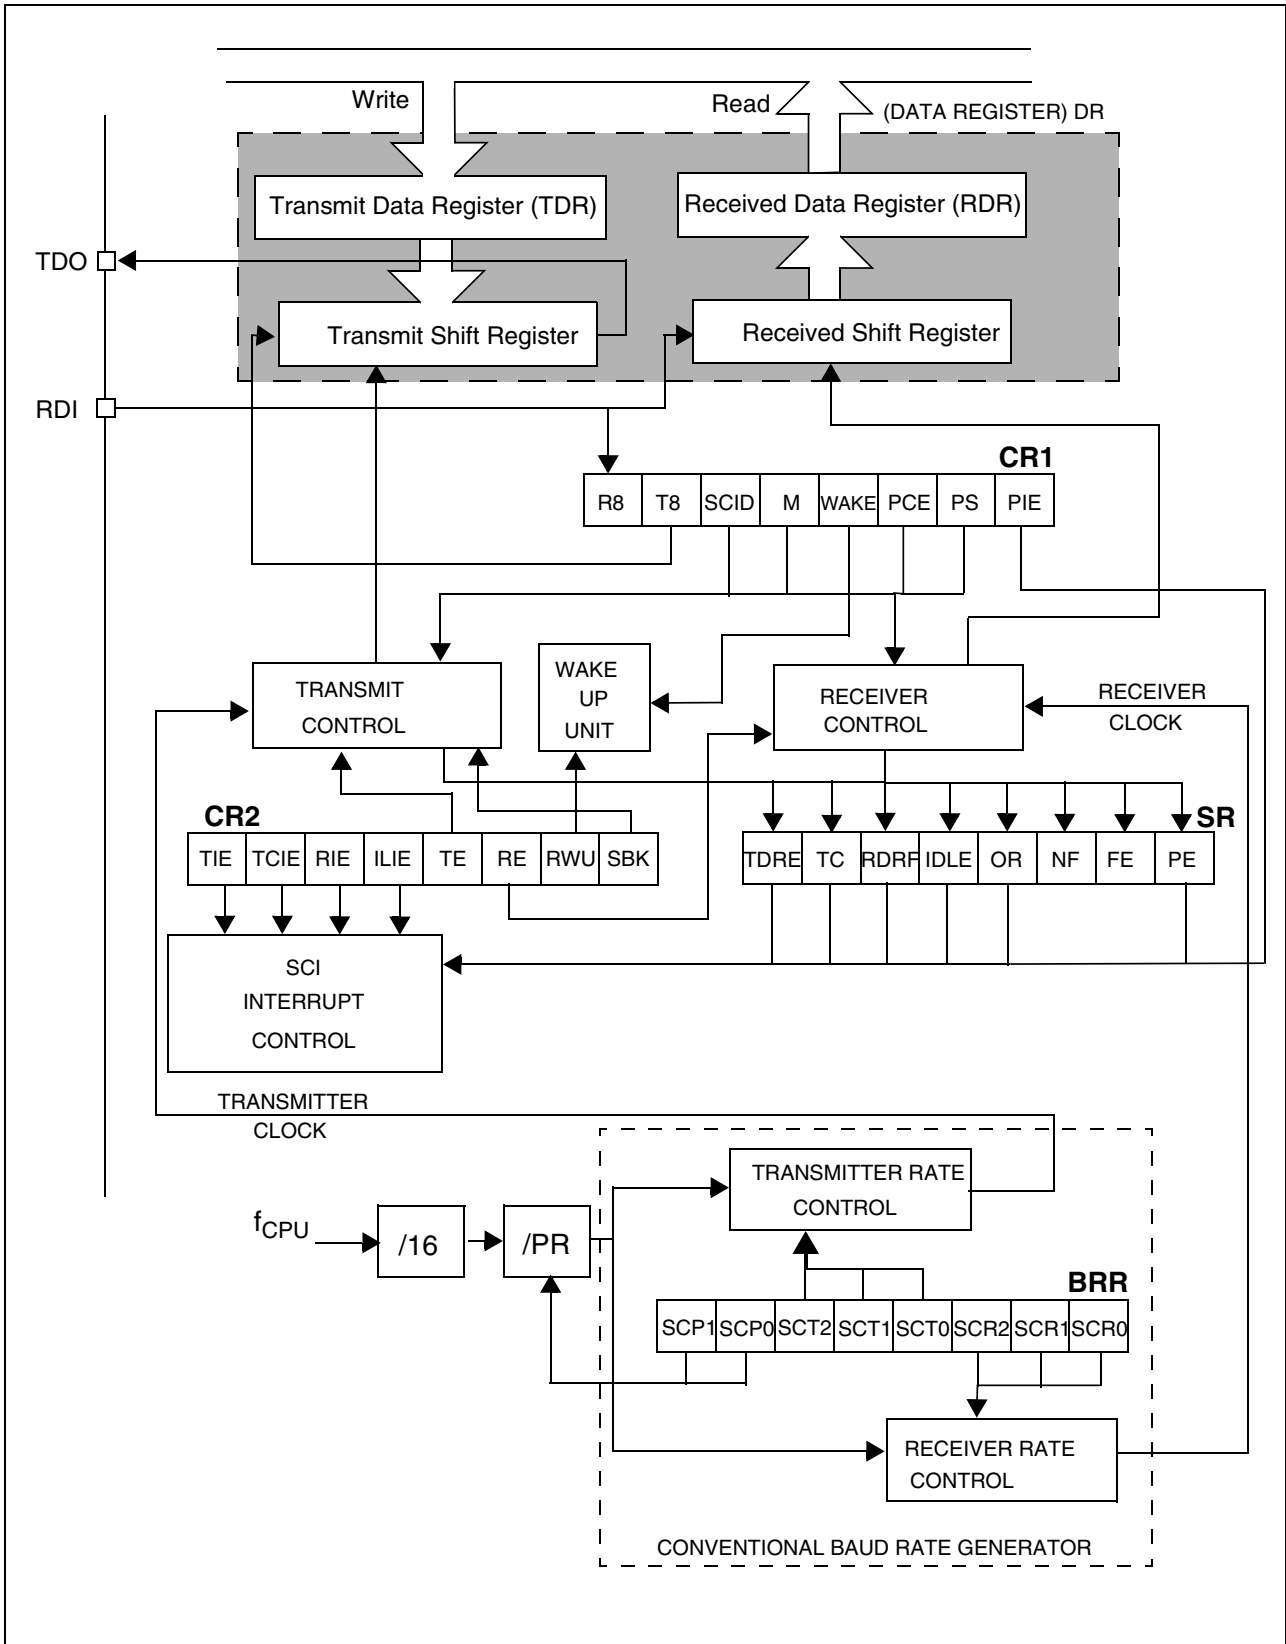 Write
Read
(DATA REGISTER) DR
Transmit Data Register (TDR)
Received Data Register (RDR)
TDO
Transmit Shift Register
Received Shift Register
RDI
CR1
R8 T8 SCID M WAKE PCE PS PIE
TRANSMIT
CONTROL
WAKE
UP
UNIT
RECEIVER
CONTROL
RECEIVER
CLOCK
CR2
TIE TCIE RIE ILIE TE RE RWU SBK
SR
TDRE TC RDRF IDLE OR NF FE PE
SCI
INTERRUPT
CONTROL
TRANSMITTER
CLOCK
TRANSMITTER RATE
CONTROL
fCPU
/16
/PR
BRR
SCP1 SCP0 SCT2 SCT1 SCT0 SCR2 SCR1 SCR0
RECEIVER RATE
CONTROL
CONVENTIONAL BAUD RATE GENERATOR